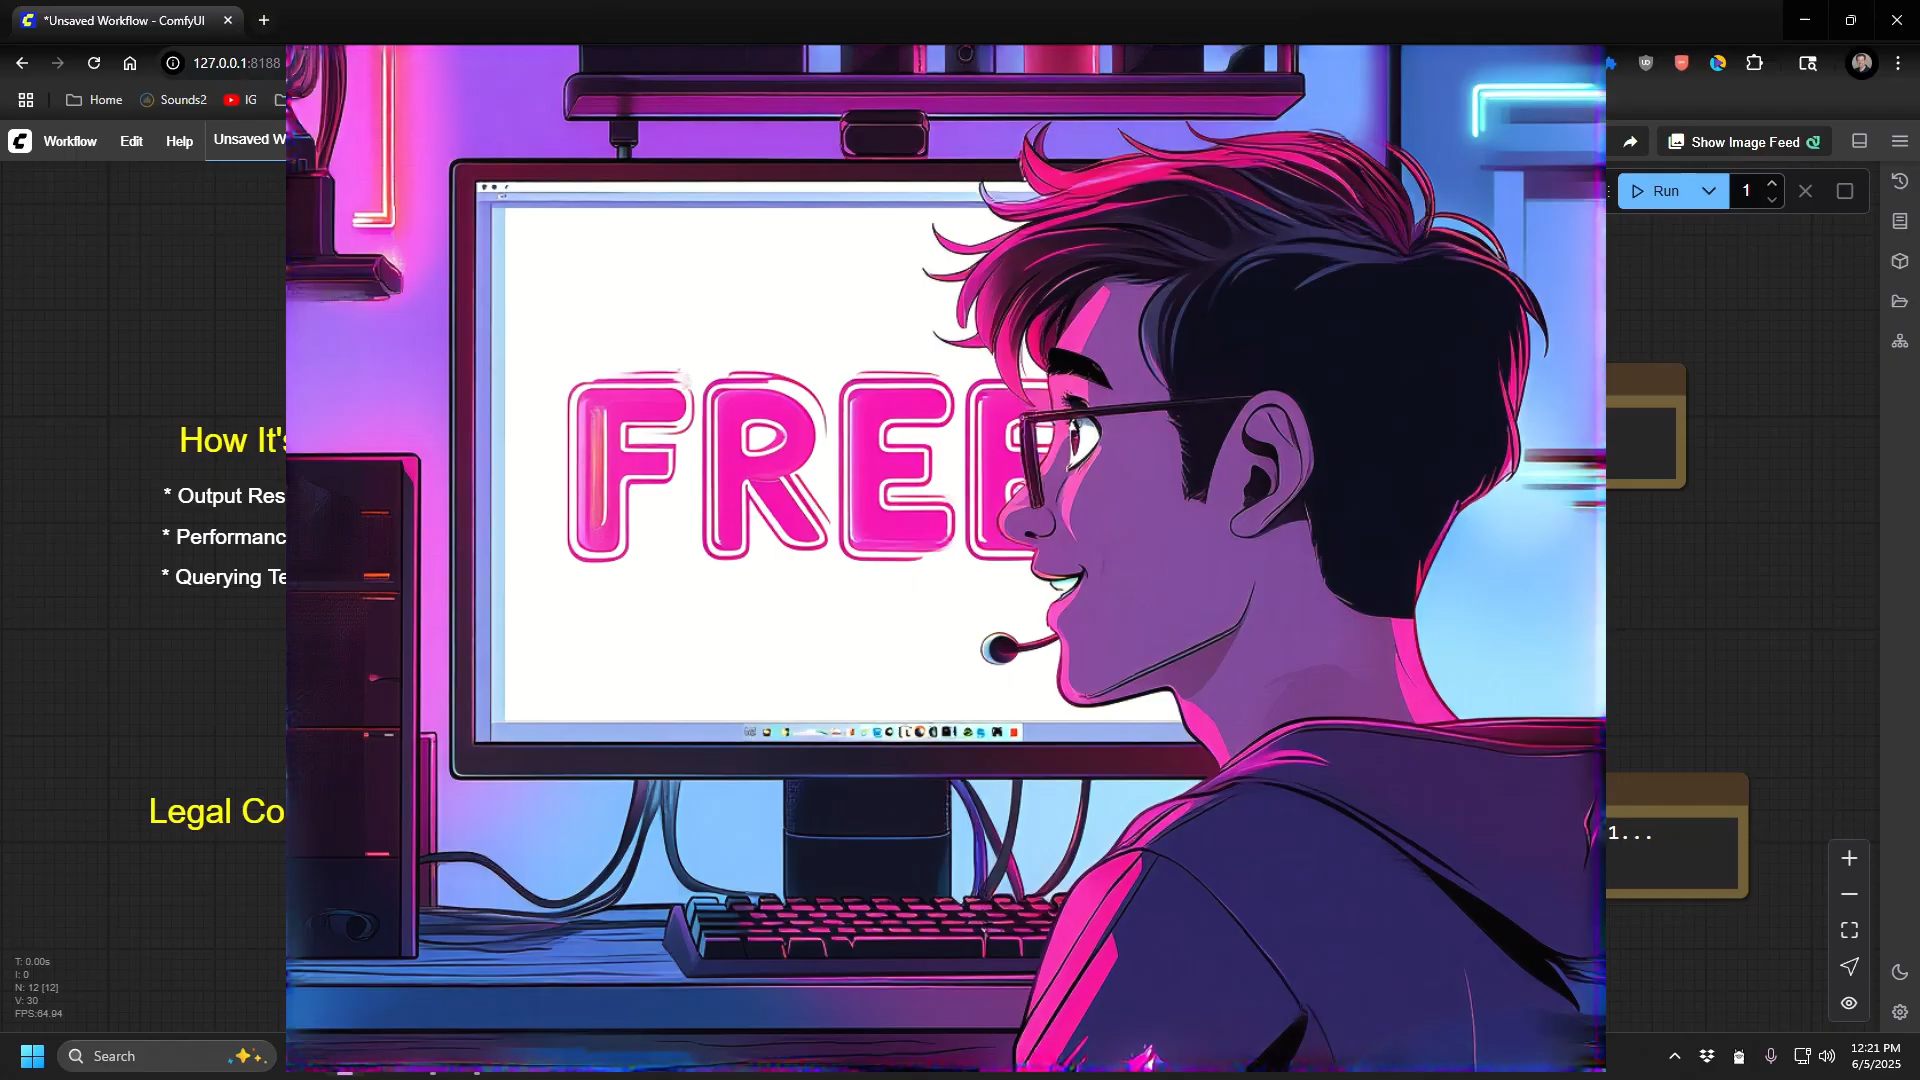 *Unsaved Workflow - ComfyUI
127.0.0.1:8188
Home
Sounds2
IG
Workflow
Edit
Help
Unsaved W
Show Image Feed
Run
1
FREE
How It's
* Output Res
* Performanc
* Querying Te
Legal Co
1...
T: 0.00s
I: 0
N: 12 [12]
V: 30
FPS:64.94
Search
12:21 PM
6/5/2025